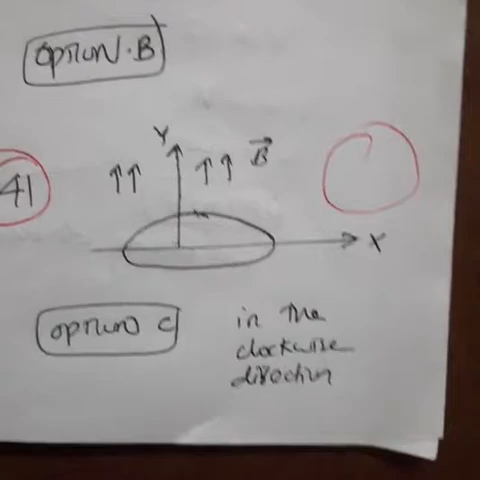 option.B
Y
B
41
X
option C
in the
clockwise
direction